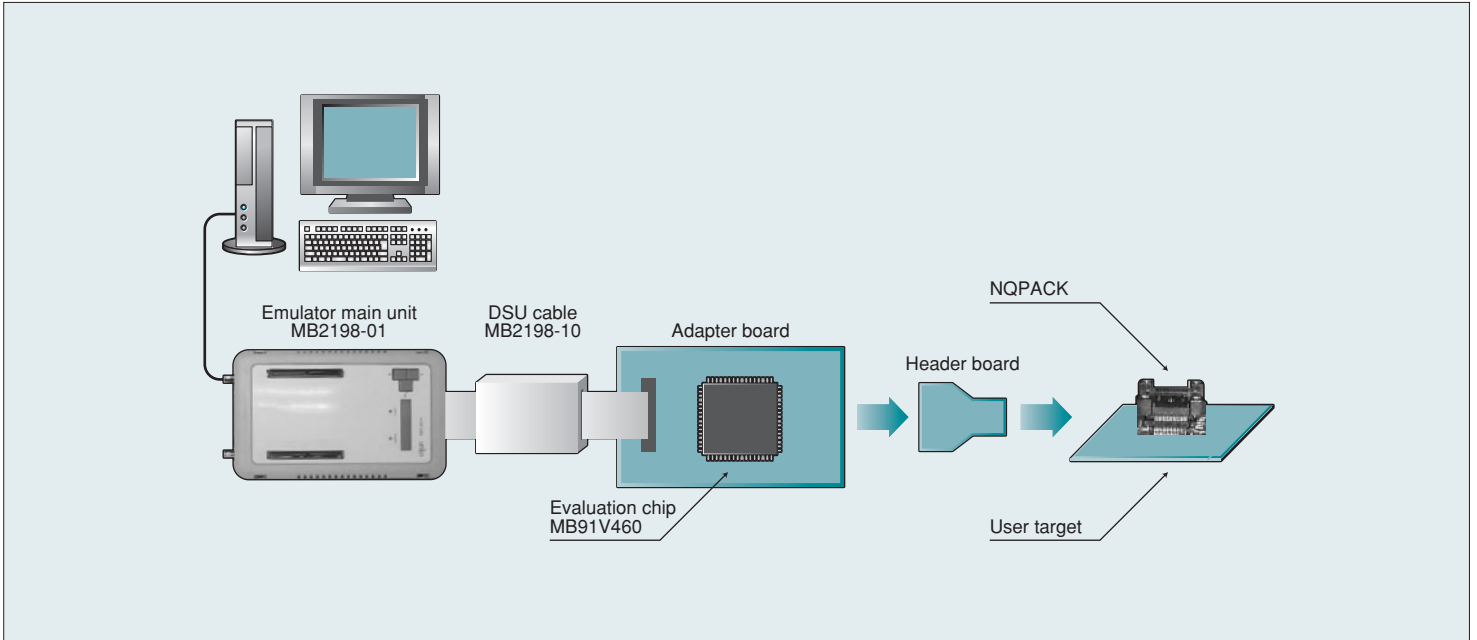 Emulator main unit
MB2198-01
DSU cable
MB2198-10
Adapter board
Header board
NQPACK
Evaluation chip
MB91V460
User target